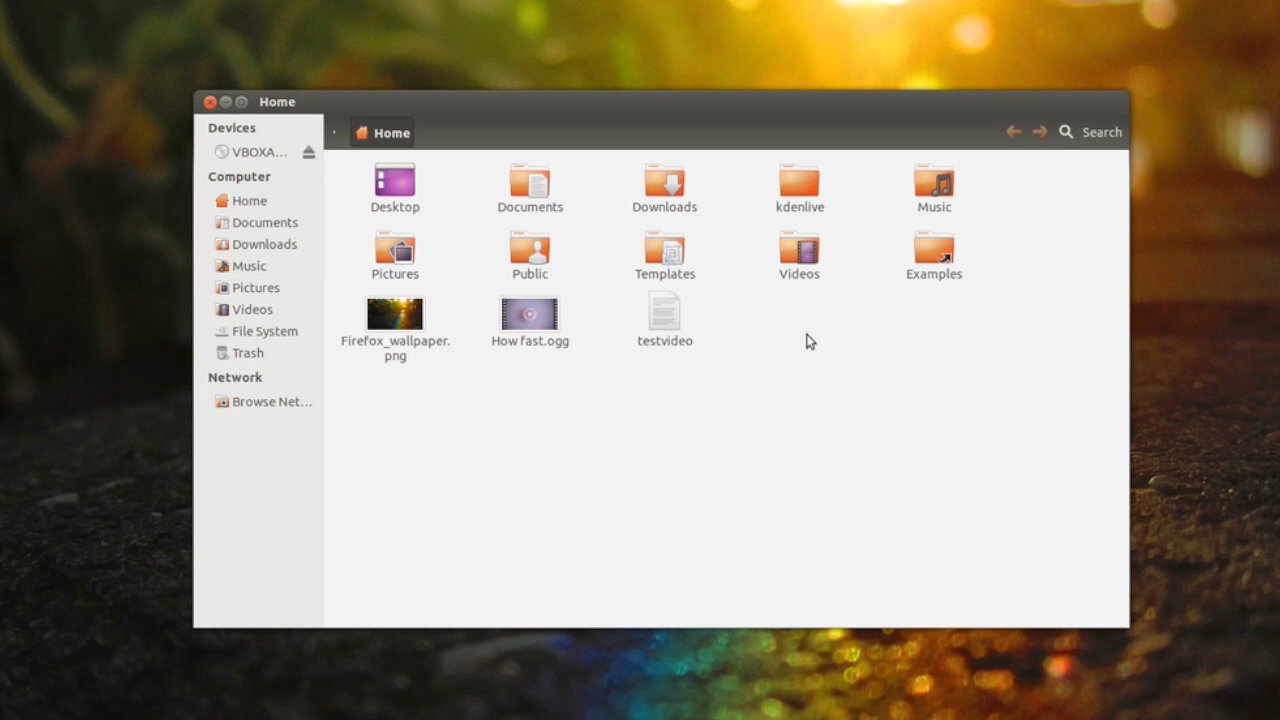 Home
Devices
VBOXA...
Computer
Home
Documents
Downloads
Music
Pictures
Videos
File System
Trash
Network
Browse Net...
Home
Search
Desktop
Documents
Downloads
kdenlive
Music
Pictures
Public
Templates
Videos
Examples
Firefox_wallpaper.
png
How fast.ogg
testvideo